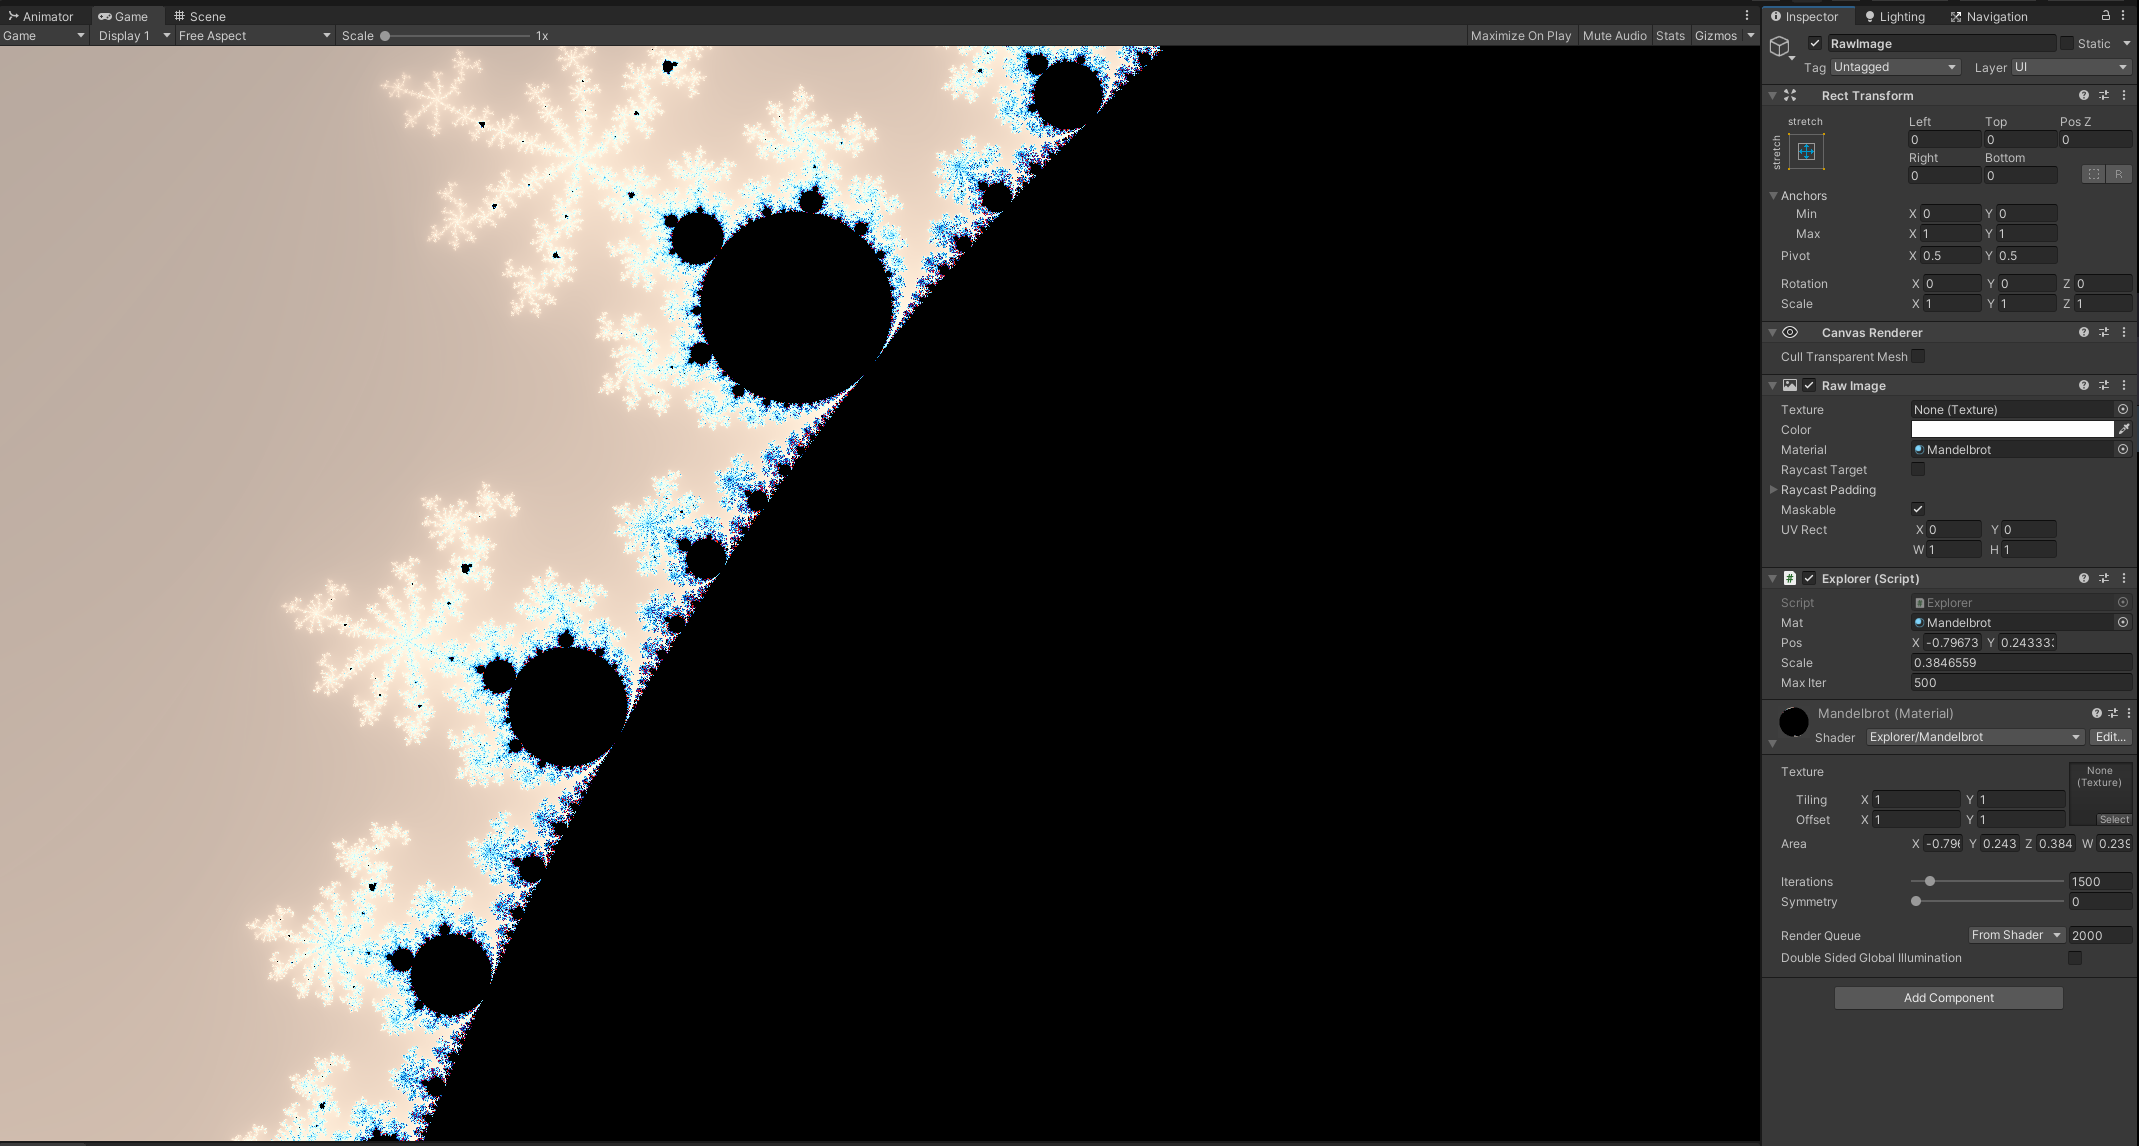 Animator Game Scene
Game Display 1 Free Aspect Scale 1x Maximize On Play Mute Audio Stats Gizmos
Inspector Lighting Navigation
RawImage Static
Tag Untagged Layer UI
Rect Transform
stretch
stretch
Left Top Pos Z
0 0 0
Right Bottom
0 0 R
Anchors
Min X 0 Y 0
Max X 1 Y 1
Pivot X 0.5 Y 0.5
Rotation X 0 Y 0 Z 0
Scale X 1 Y 1 Z 1
Canvas Renderer
Cull Transparent Mesh
Raw Image
Texture None (Texture)
Color
Material Mandelbrot
Raycast Target
Raycast Padding
Maskable
UV Rect X 0 Y 0
W 1 H 1
# Explorer (Script)
Script Explorer
Mat Mandelbrot
Pos X -0.79673 Y 0.24333
Scale 0.3846559
Max Iter 500
Mandelbrot (Material)
Shader Explorer/Mandelbrot Edit...
Texture None (Texture)
Tiling X 1 Y 1
Offset X 1 Y 1 Select
Area X -0.796 Y 0.243 Z 0.384 W 0.239
Iterations 1500
Symmetry 0
Render Queue From Shader 2000
Double Sided Global Illumination
Add Component